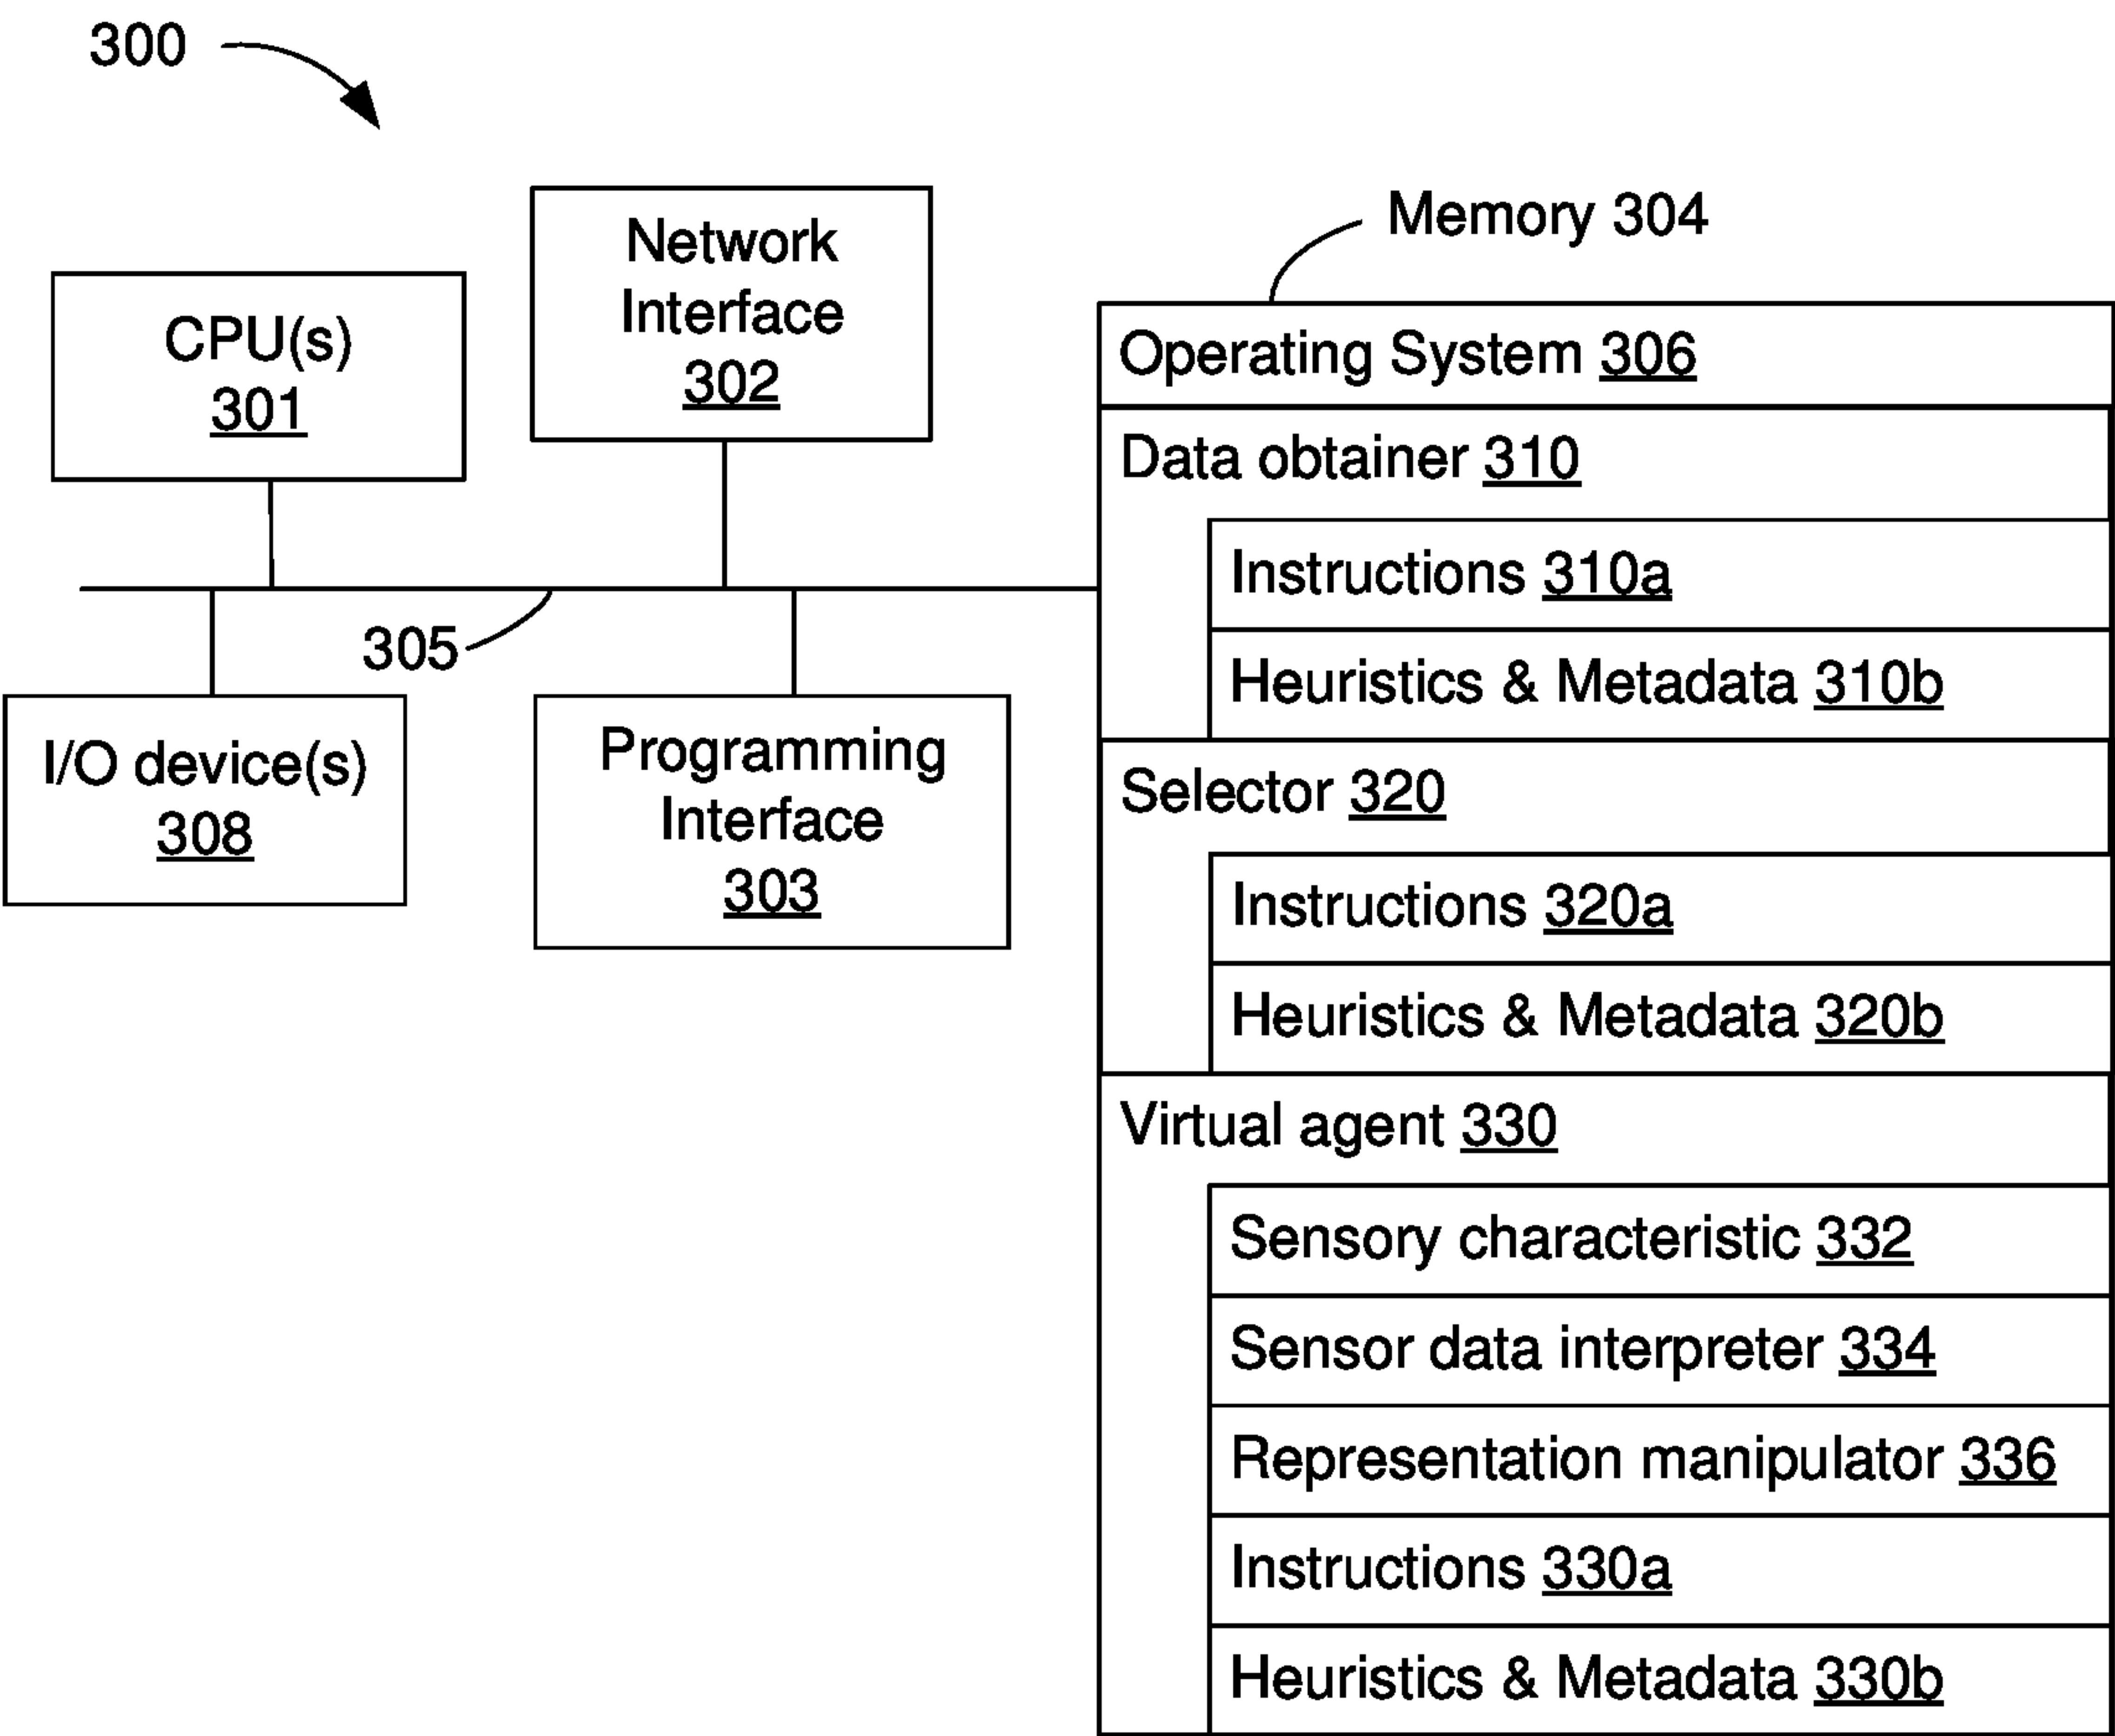 300
Network
Interface
302
CPU(s)
301
305
I/O device(s)
308
Programming
Interface
303
Memory 304
Operating System 306
Data obtainer 310
Instructions 310a
Heuristics & Metadata 310b
Selector 320
Instructions 320a
Heuristics & Metadata 320b
Virtual agent 330
Sensory characteristic 332
Sensor data interpreter 334
Representation manipulator 336
Instructions 330a
Heuristics & Metadata 330b